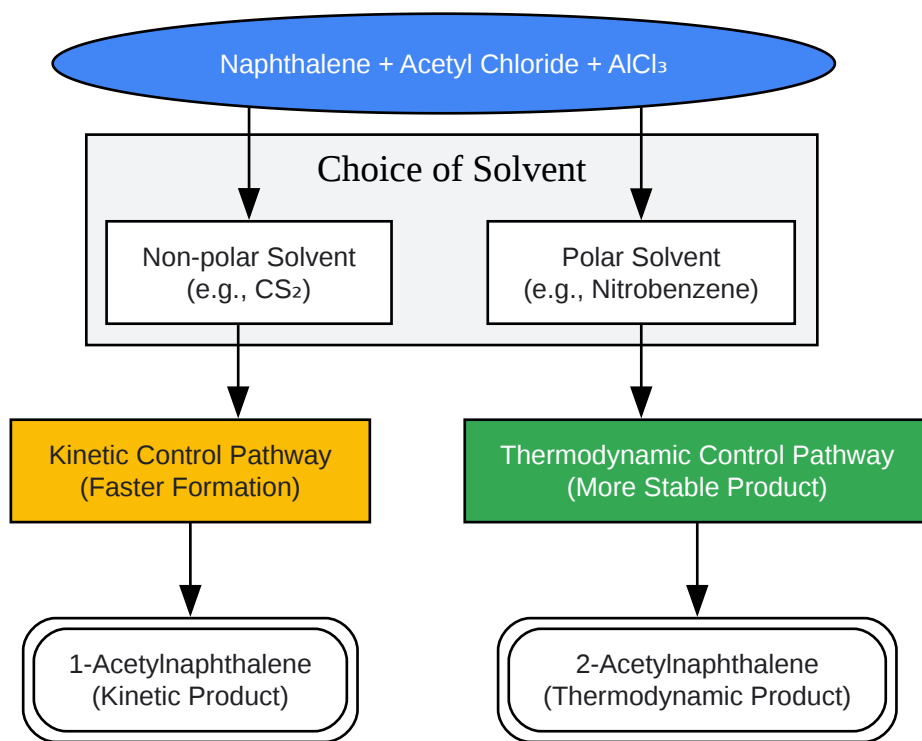 Naphthalene + Acetyl Chloride + AlCl₃
Choice of Solvent
Non-polar Solvent
(e.g., CS₂)
Polar Solvent
(e.g., Nitrobenzene)
Kinetic Control Pathway
(Faster Formation)
Thermodynamic Control Pathway
(More Stable Product)
1-Acetylnaphthalene
(Kinetic Product)
2-Acetylnaphthalene
(Thermodynamic Product)